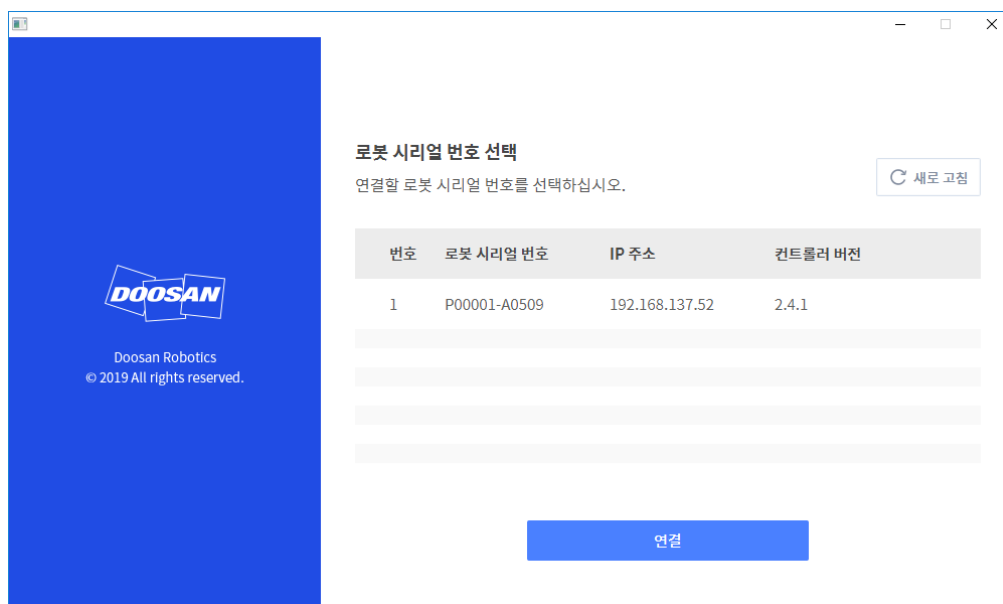 로봇 시리얼 번호 선택
연결할 로봇 시리얼 번호를 선택하십시오.
새로 고침
번호 로봇 시리얼 번호 IP 주소 컨트롤러 버전
1 P00001-A0509 192.168.137.52 2.4.1
DOOSAN
Doosan Robotics
© 2019 All rights reserved.
연결